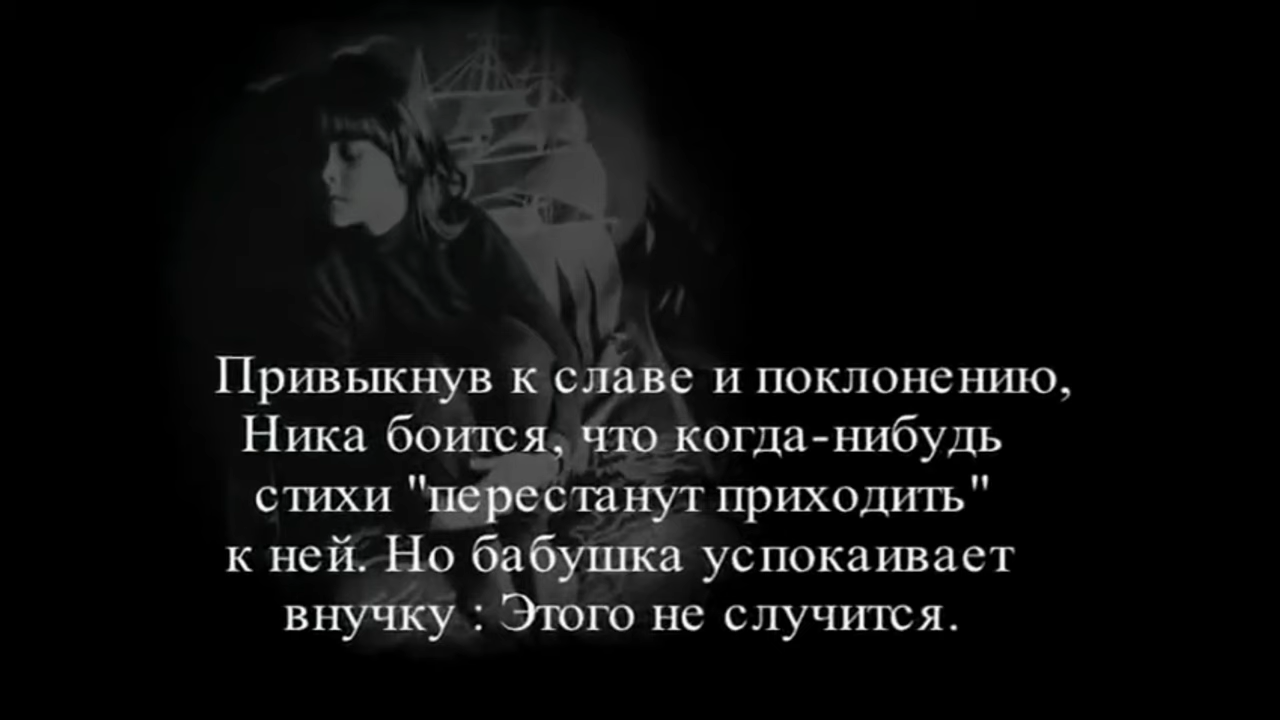 Привыкнув к славе и поклонению,
Ника боится, что когда-нибудь
стихи "перестанут приходить"
к ней. Но бабушка успокаивает
внучку : Этого не случится.